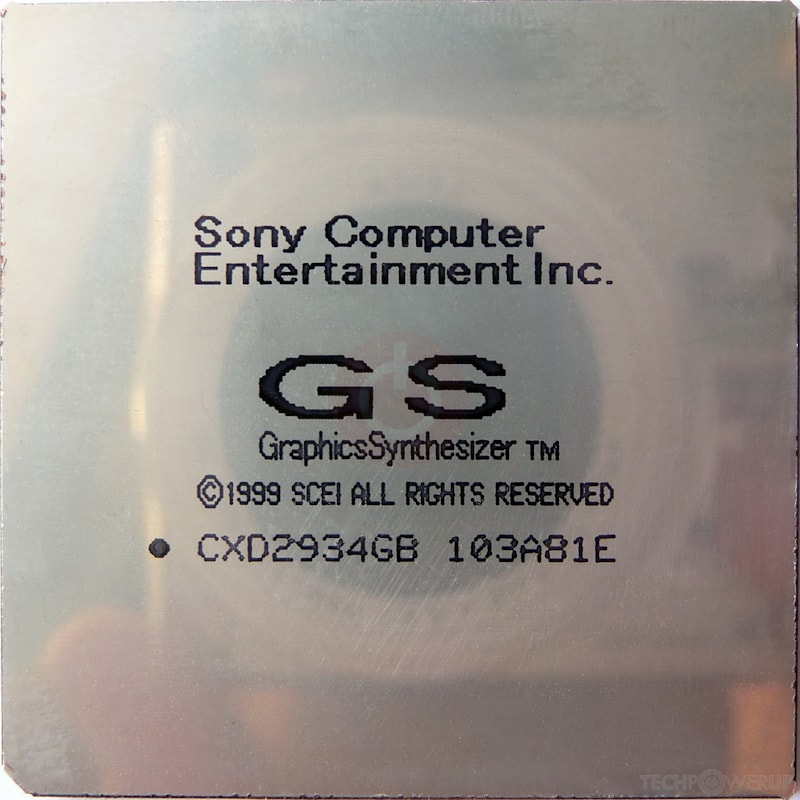 Sony Computer
Entertainment Inc.
GS
GraphicsSynthesizer TM
©1999 SCEI ALL RIGHTS RESERVED
● CXD2934GB 103A81E
TECHPOWERUP